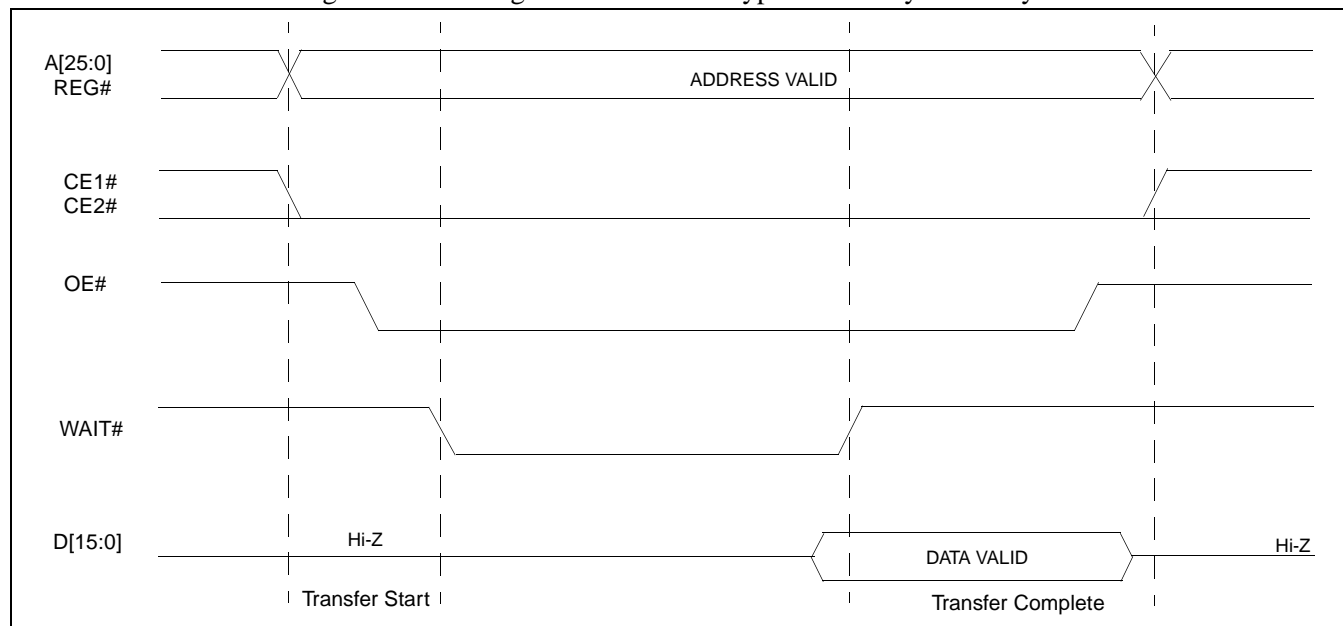 A[25:0]
REG#
ADDRESS VALID
CE1#
CE2#
OE#
WAIT#
D[15:0]
Hi-Z
DATA VALID
Hi-Z
Transfer Start
Transfer Complete